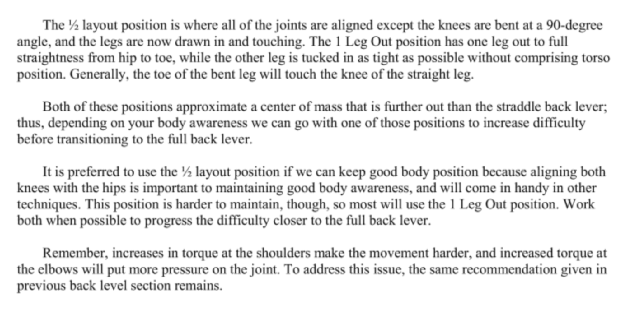 The ½ layout position is where all of the joints are aligned except the knees are bent at a 90-degree
angle, and the legs are now drawn in and touching. The 1 Leg Out position has one leg out to full
straightness from hip to toe, while the other leg is tucked in as tight as possible without comprising torso
position. Generally, the toe of the bent leg will touch the knee of the straight leg.
Both of these positions approximate a center of mass that is further out than the straddle back lever;
thus, depending on your body awareness we can go with one of those positions to increase difficulty
before transitioning to the full back lever.
It is preferred to use the ½ layout position if we can keep good body position because aligning both
knees with the hips is important to maintaining good body awareness, and will come in handy in other
techniques. This position is harder to maintain, though, so most will use the 1 Leg Out position. Work
both when possible to progress the difficulty closer to the full back lever.
Remember, increases in torque at the shoulders make the movement harder, and increased torque at
the elbows will put more pressure on the joint. To address this issue, the same recommendation given in
previous back level section remains.